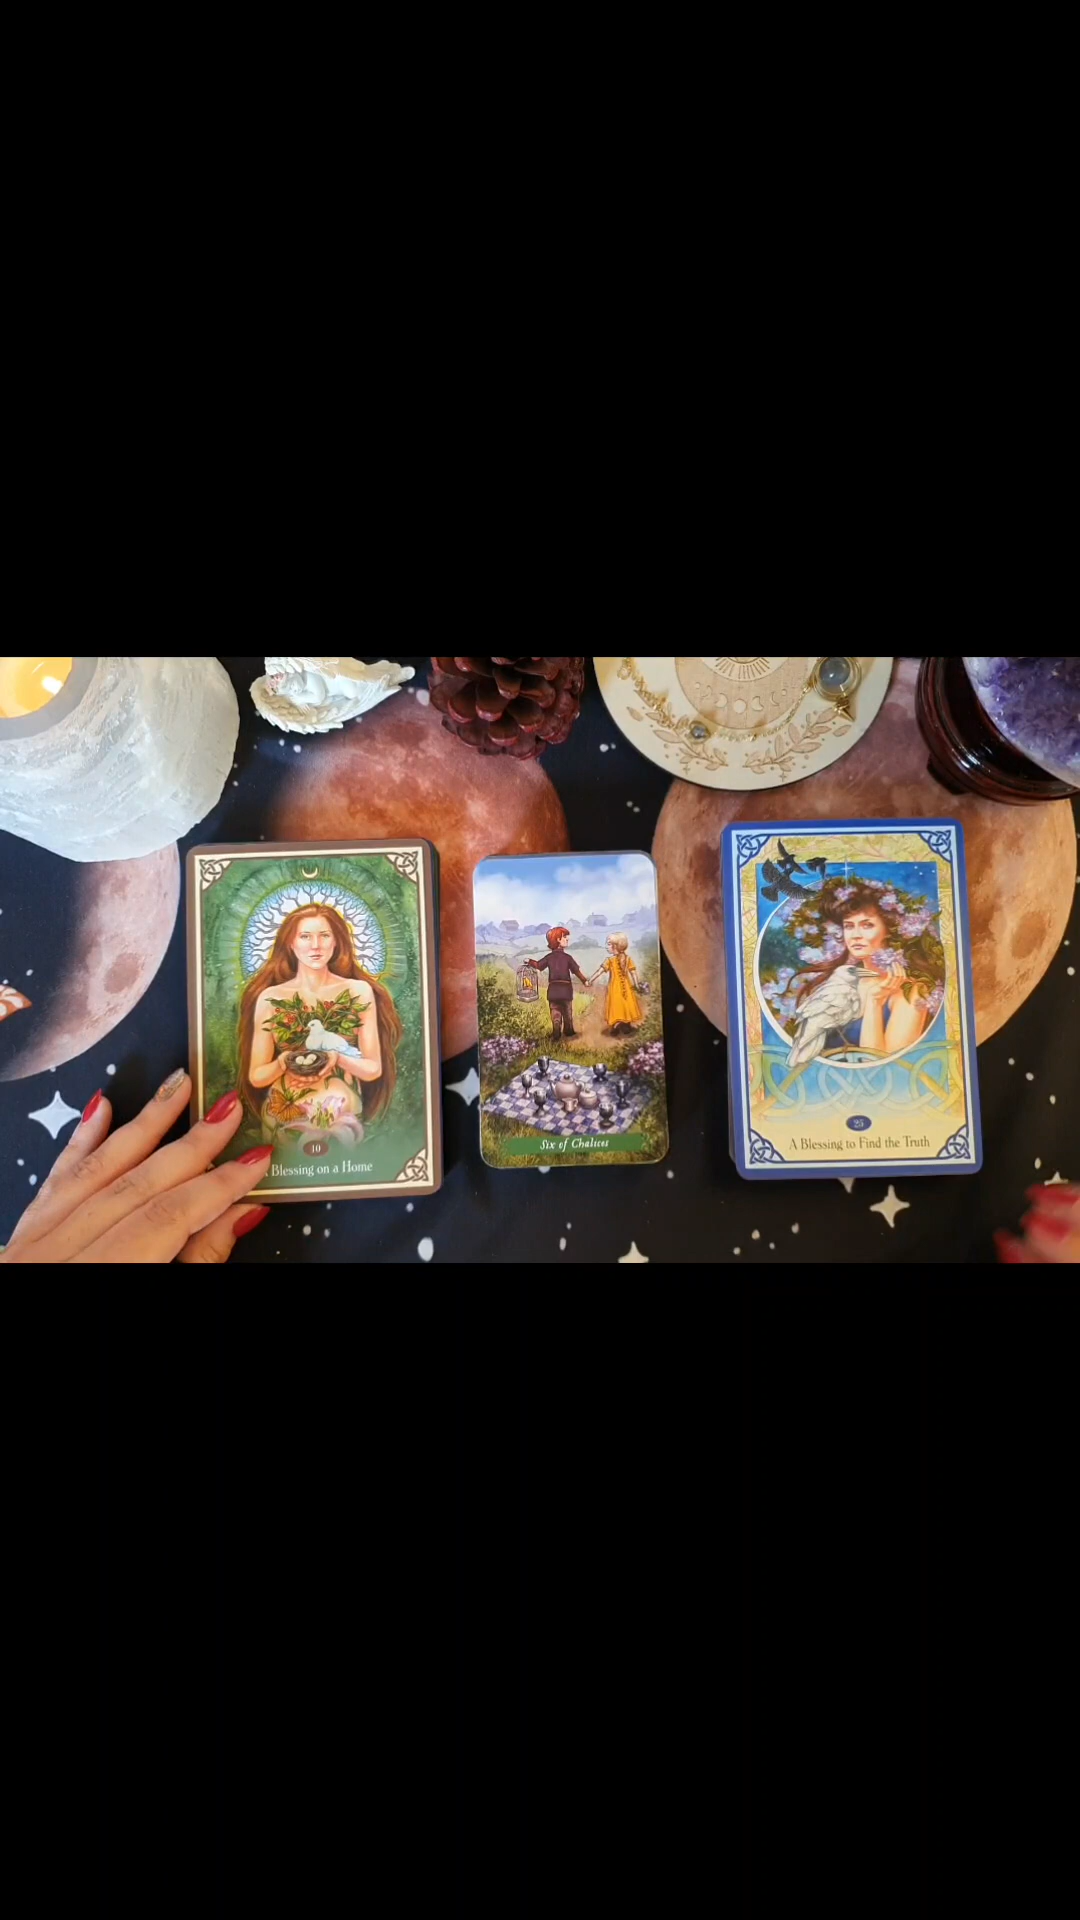 10
Blessing on a Home
Six of Chalices
25
A Blessing to Find the Truth